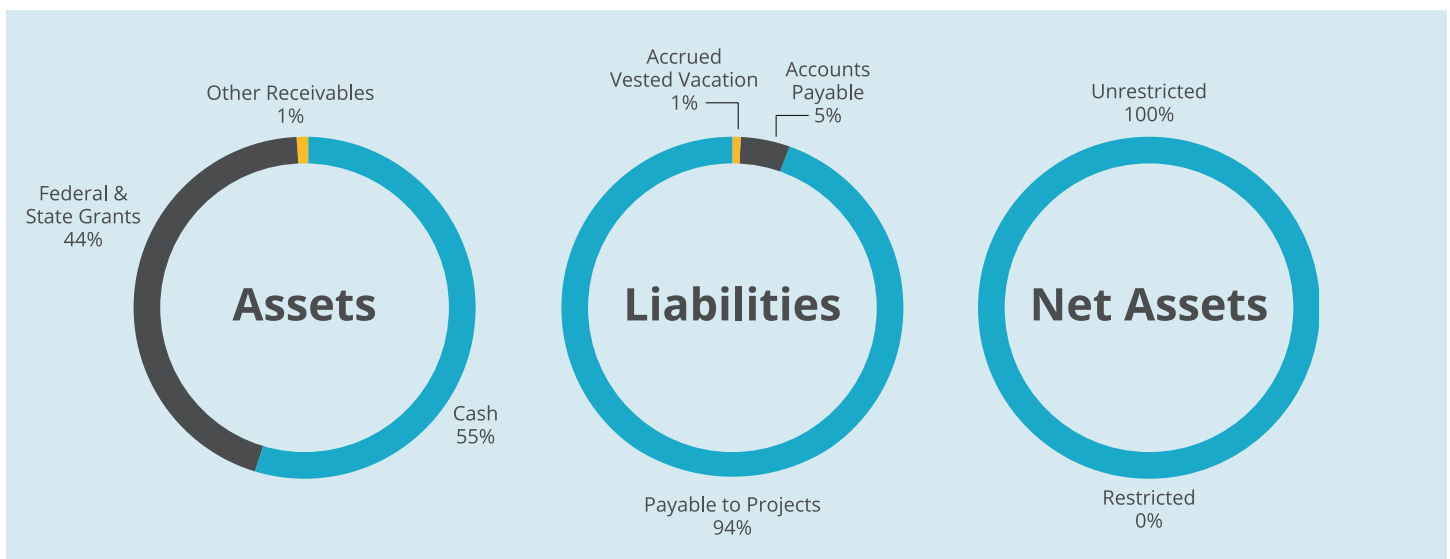 Other Receivables
1%
Federal &
State Grants
44%
Assets
Cash
55%
Accrued
Vested Vacation
1%
Accounts
Payable
5%
Liabilities
Payable to Projects
94%
Unrestricted
100%
Net Assets
Restricted
0%